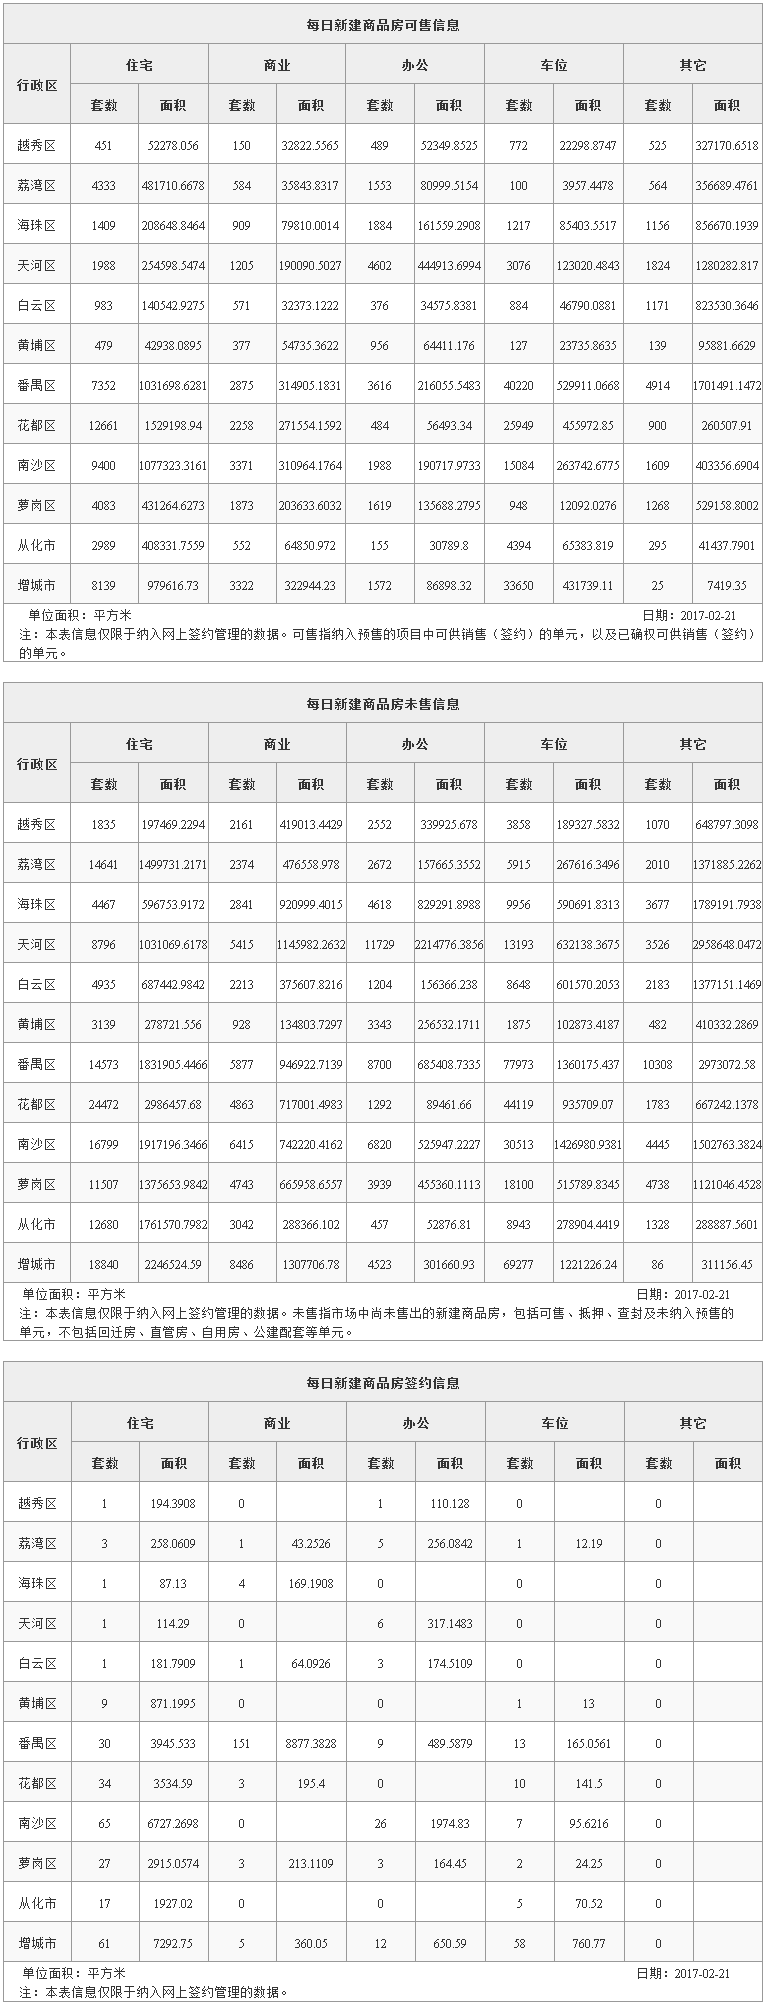 每日新建商品房可售信息
行政区 住宅 商业 办公 车位 其它
套数 面积 套数 面积 套数 面积 套数 面积 套数 面积
越秀区 451 52278.056 150 32822.5565 489 52349.8525 772 22298.8747 525 327170.6518
荔湾区 4333 481710.6678 584 35843.8317 1553 80999.5154 100 3957.4478 564 356689.4761
海珠区 1409 208648.8464 909 79810.0014 1884 161559.2908 1217 85403.5517 1156 856670.1939
天河区 1988 254598.5474 1205 190090.5027 4602 444913.6994 3076 123020.4843 1824 1280282.817
白云区 983 140542.9275 571 32373.1222 376 34575.8381 884 46790.0881 1171 823530.3646
黄埔区 479 42938.0895 377 54735.3622 956 64411.176 127 23735.8635 139 95881.6629
番禺区 7352 1031698.6281 2875 314905.1831 3616 216055.5483 40220 529911.0668 4914 1701491.1472
花都区 12661 1529198.94 2258 271554.1592 484 56493.34 25949 455972.85 900 260507.91
南沙区 9400 1077323.3161 3371 310964.1764 1988 190717.9733 15084 263742.6775 1609 403356.6904
萝岗区 4083 431264.6273 1873 203633.6032 1619 135688.2795 948 12092.0276 1268 529158.8002
从化市 2989 408331.7559 552 64850.972 155 30789.8 4394 65383.819 295 41437.7901
增城市 8139 979616.73 3322 322944.23 1572 86898.32 33650 431739.11 25 7419.35
单位面积：平方米 日期：2017-02-21
注：本表信息仅限于纳入网上签约管理的数据。可售指纳入预售的项目中可供销售（签约）的单元，以及已确权可供销售（签约）
的单元。
每日新建商品房未售信息
行政区 住宅 商业 办公 车位 其它
套数 面积 套数 面积 套数 面积 套数 面积 套数 面积
越秀区 1835 197469.2294 2161 419013.4429 2552 339925.678 3858 189327.5832 1070 648797.3098
荔湾区 14641 1499731.2171 2374 476558.978 2672 157665.3552 5915 267616.3496 2010 1371885.2262
海珠区 4467 596753.9172 2841 920999.4015 4618 829291.8988 9956 590691.8313 3677 1789191.7938
天河区 8796 1031069.6178 5415 1145982.2632 11729 2214776.3856 13193 632138.3675 3526 2958648.0472
白云区 4935 687442.9842 2213 375607.8216 1204 156366.238 8648 601570.2053 2183 1377151.1469
黄埔区 3139 278721.556 928 134803.7297 3343 256532.1711 1875 102873.4187 482 410332.2869
番禺区 14573 1831905.4466 5877 946922.7139 8700 685408.7335 77973 1360175.437 10308 2973072.58
花都区 24472 2986457.68 4863 717001.4983 1292 89461.66 44119 935709.07 1783 667242.1378
南沙区 16799 1917196.3466 6415 742220.4162 6820 525947.2227 30513 1426980.9381 4445 1502763.3824
萝岗区 11507 1375653.9842 4743 665958.6557 3939 455360.1113 18100 515789.8345 4738 1121046.4528
从化市 12680 1761570.7982 3042 288366.102 457 52876.81 8943 278904.4419 1328 288887.5601
增城市 18840 2246524.59 8486 1307706.78 4523 301660.93 69277 1221226.24 86 311156.45
单位面积：平方米 日期：2017-02-21
注：本表信息仅限于纳入网上签约管理的数据。未售指市场中尚未售出的新建商品房，包括可售、抵押、查封及未纳入预售的
单元，不包括回迁房、直管房、自用房、公建配套等单元。
每日新建商品房签约信息
行政区 住宅 商业 办公 车位 其它
套数 面积 套数 面积 套数 面积 套数 面积 套数 面积
越秀区 1 194.3908 0 1 110.128 0 0
荔湾区 3 258.0609 1 43.2526 5 256.0842 1 12.19 0
海珠区 1 87.13 4 169.1908 0 0 0
天河区 1 114.29 0 6 317.1483 0 0
白云区 1 181.7909 1 64.0926 3 174.5109 0 0
黄埔区 9 871.1995 0 0 1 13 0
番禺区 30 3945.533 151 8877.3828 9 489.5879 13 165.0561 0
花都区 34 3534.59 3 195.4 0 10 141.5 0
南沙区 65 6727.2698 0 26 1974.83 7 95.6216 0
萝岗区 27 2915.0574 3 213.1109 3 164.45 2 24.25 0
从化市 17 1927.02 0 0 5 70.52 0
增城市 61 7292.75 5 360.05 12 650.59 58 760.77 0
单位面积：平方米 日期：2017-02-21
注：本表信息仅限于纳入网上签约管理的数据。